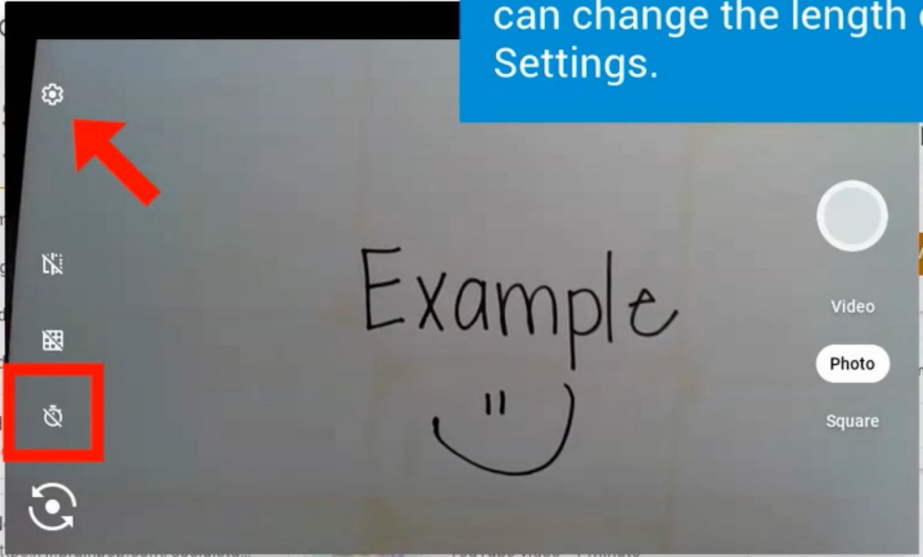 can change the length
Settings.
Example
Video
Photo
Square